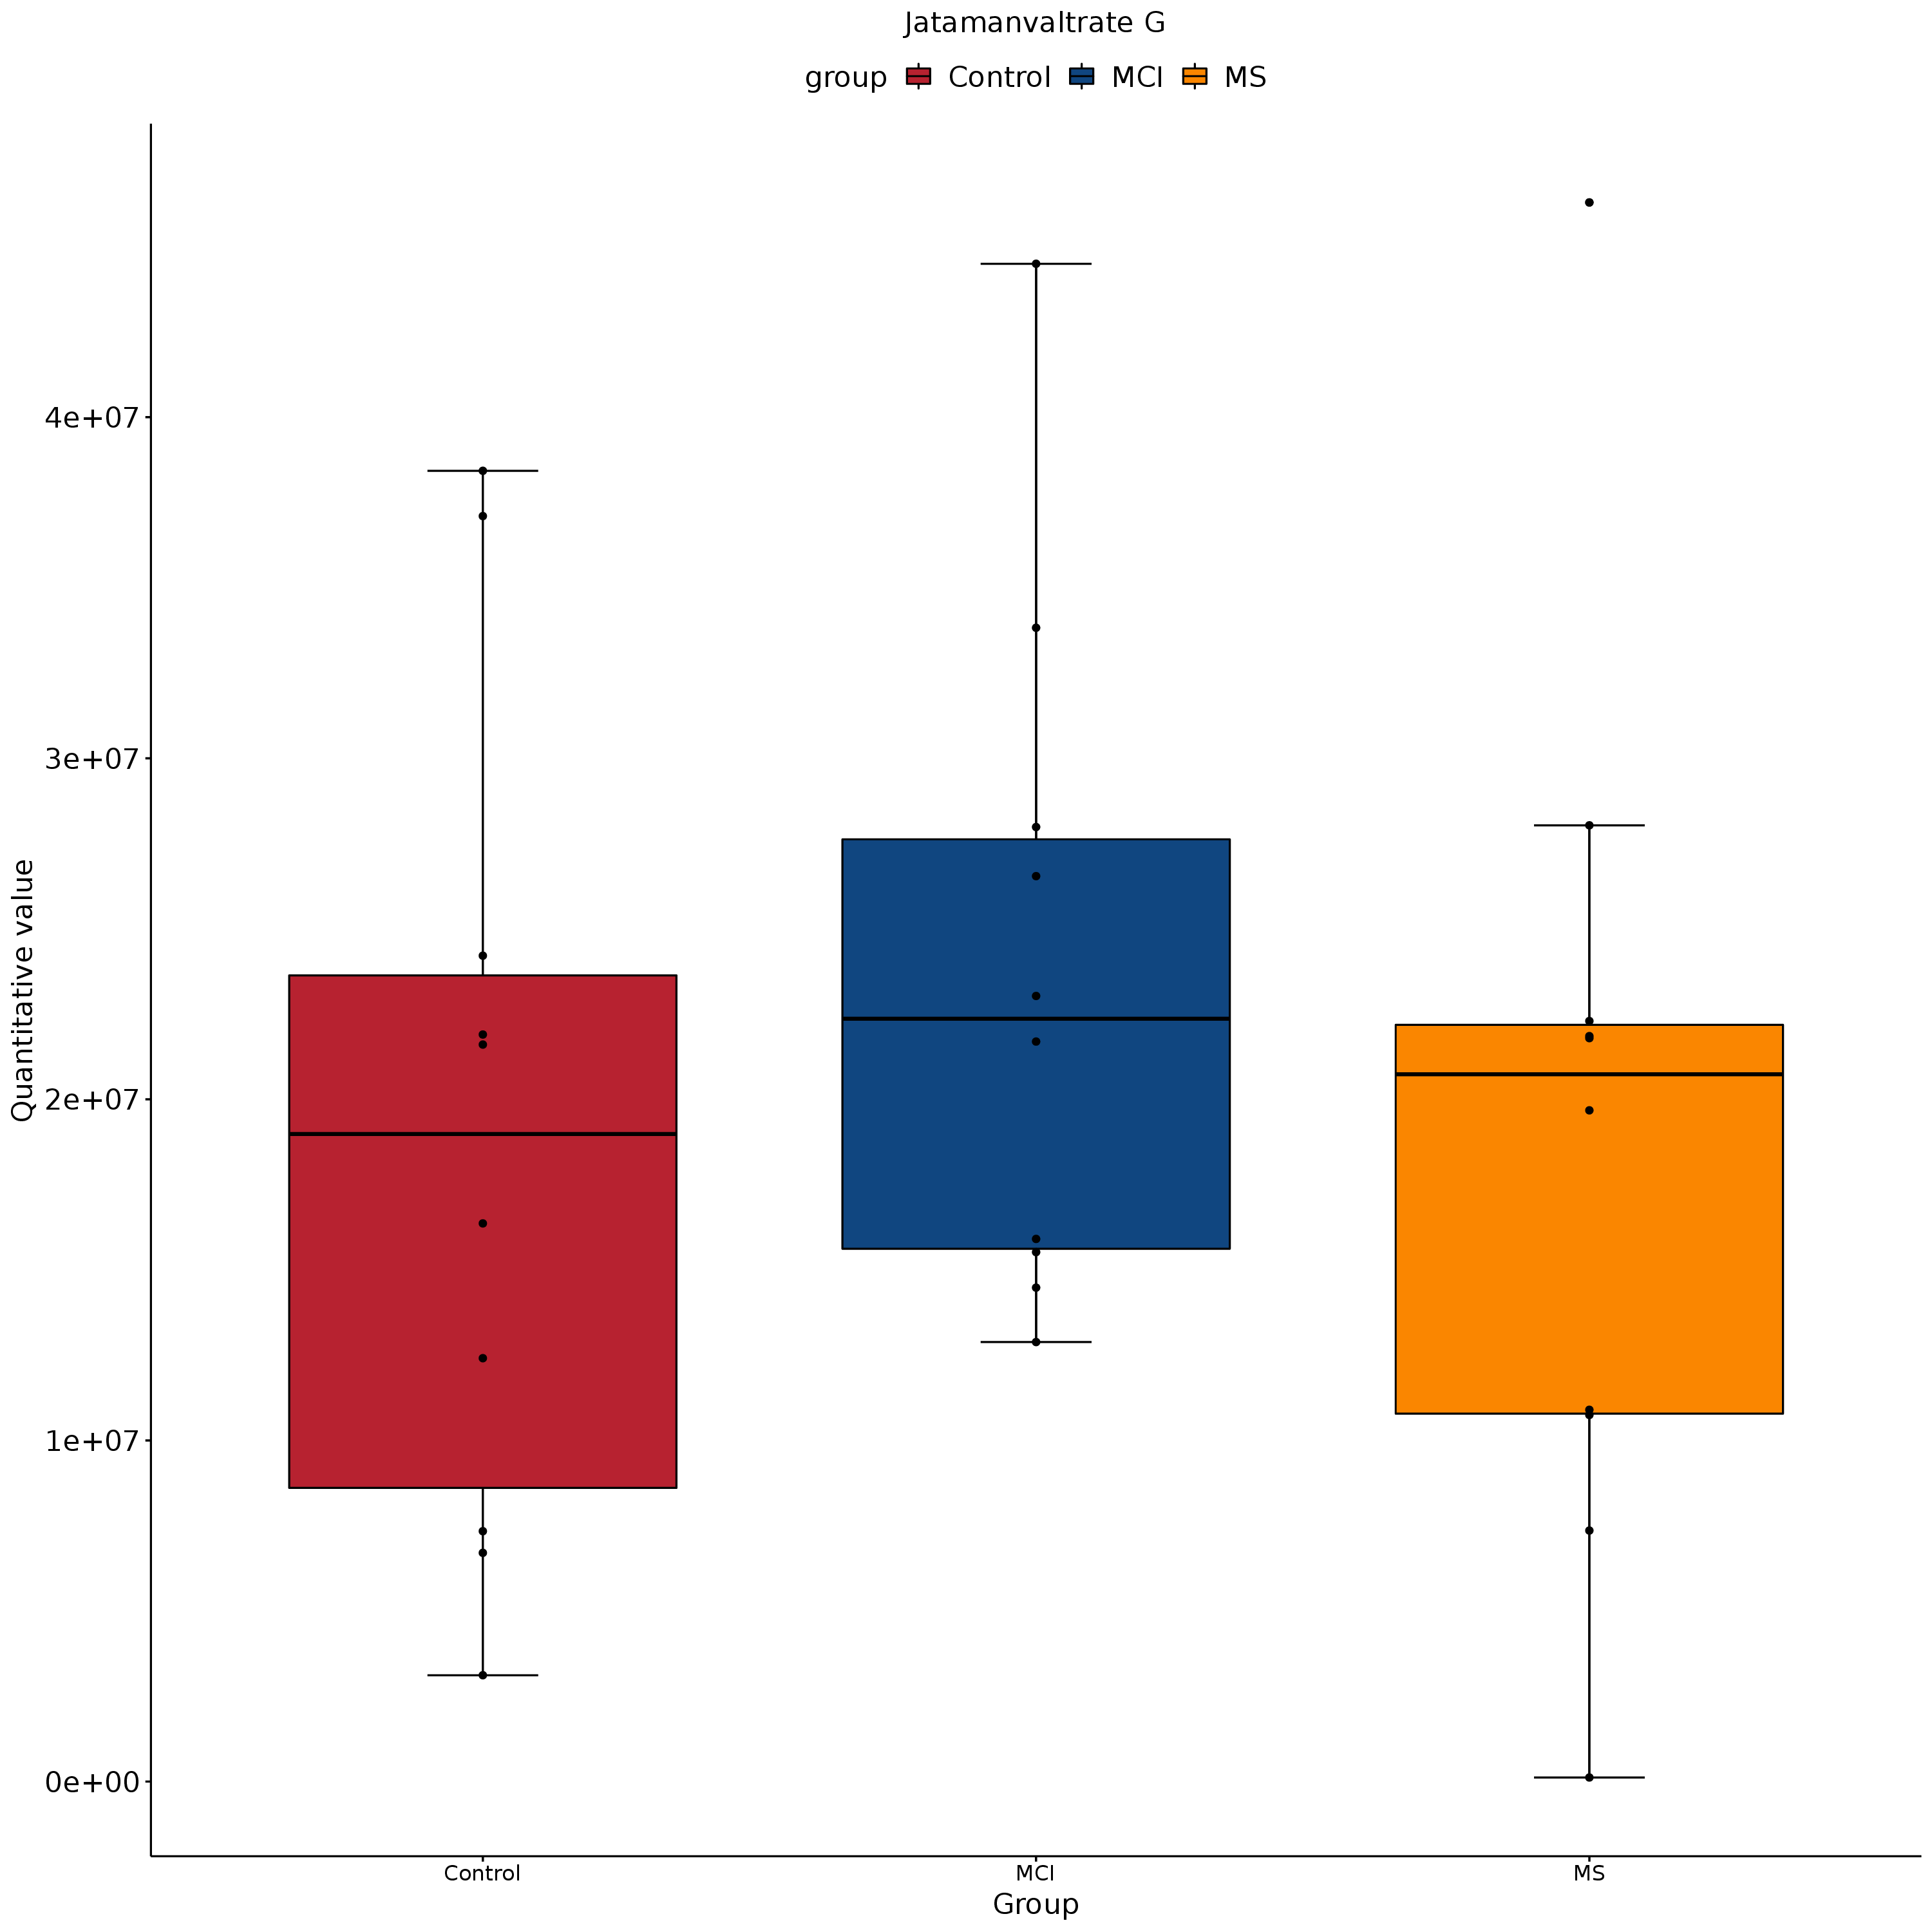 Jatamanvaltrate G
group Control MCI MS
Quantitative value
4e+07
3e+07
2e+07
1e+07
0e+00
Control MCI MS
Group